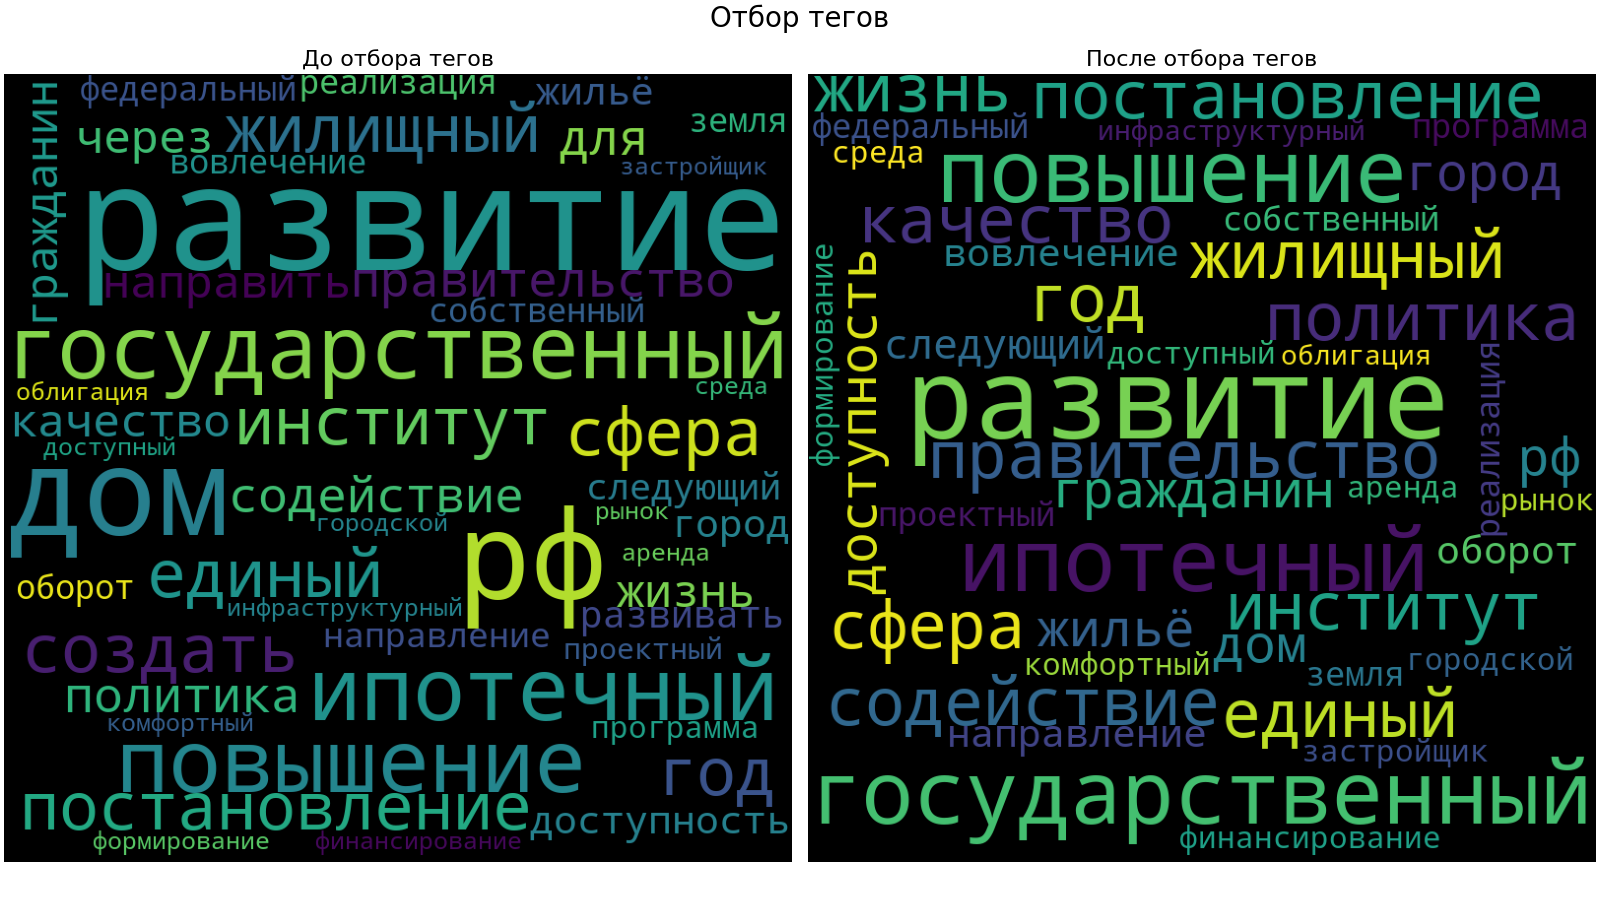 Отбор тегов
До отбора тегов
федеральный реализация жильё
гражданин
через жилищный для земля
вовлечение застройщик
развитие
направить правительство
собственный
государственный
облигация среда
качество институт сфера
доступный
дом содействие следующий
городской рф рынок город
единый аренда
оборот жизнь
инфраструктурный развивать
создать направление проектный
политика ипотечный
комфортный программа
повышение год
постановление доступность
формирование финансирование
После отбора тегов
жизнь постановление
федеральный инфраструктурный программа
среда повышение город
качество собственный
формирование
доступность
вовлечение жилищный
год политика
следующий доступный облигация
реализация
развитие
правительство рф
гражданин аренда рынок
проектный
ипотечный оборот
институт
сфера жильё дом
комфортный земля городской
содействие единый
направление застройщик
государственный
финансирование